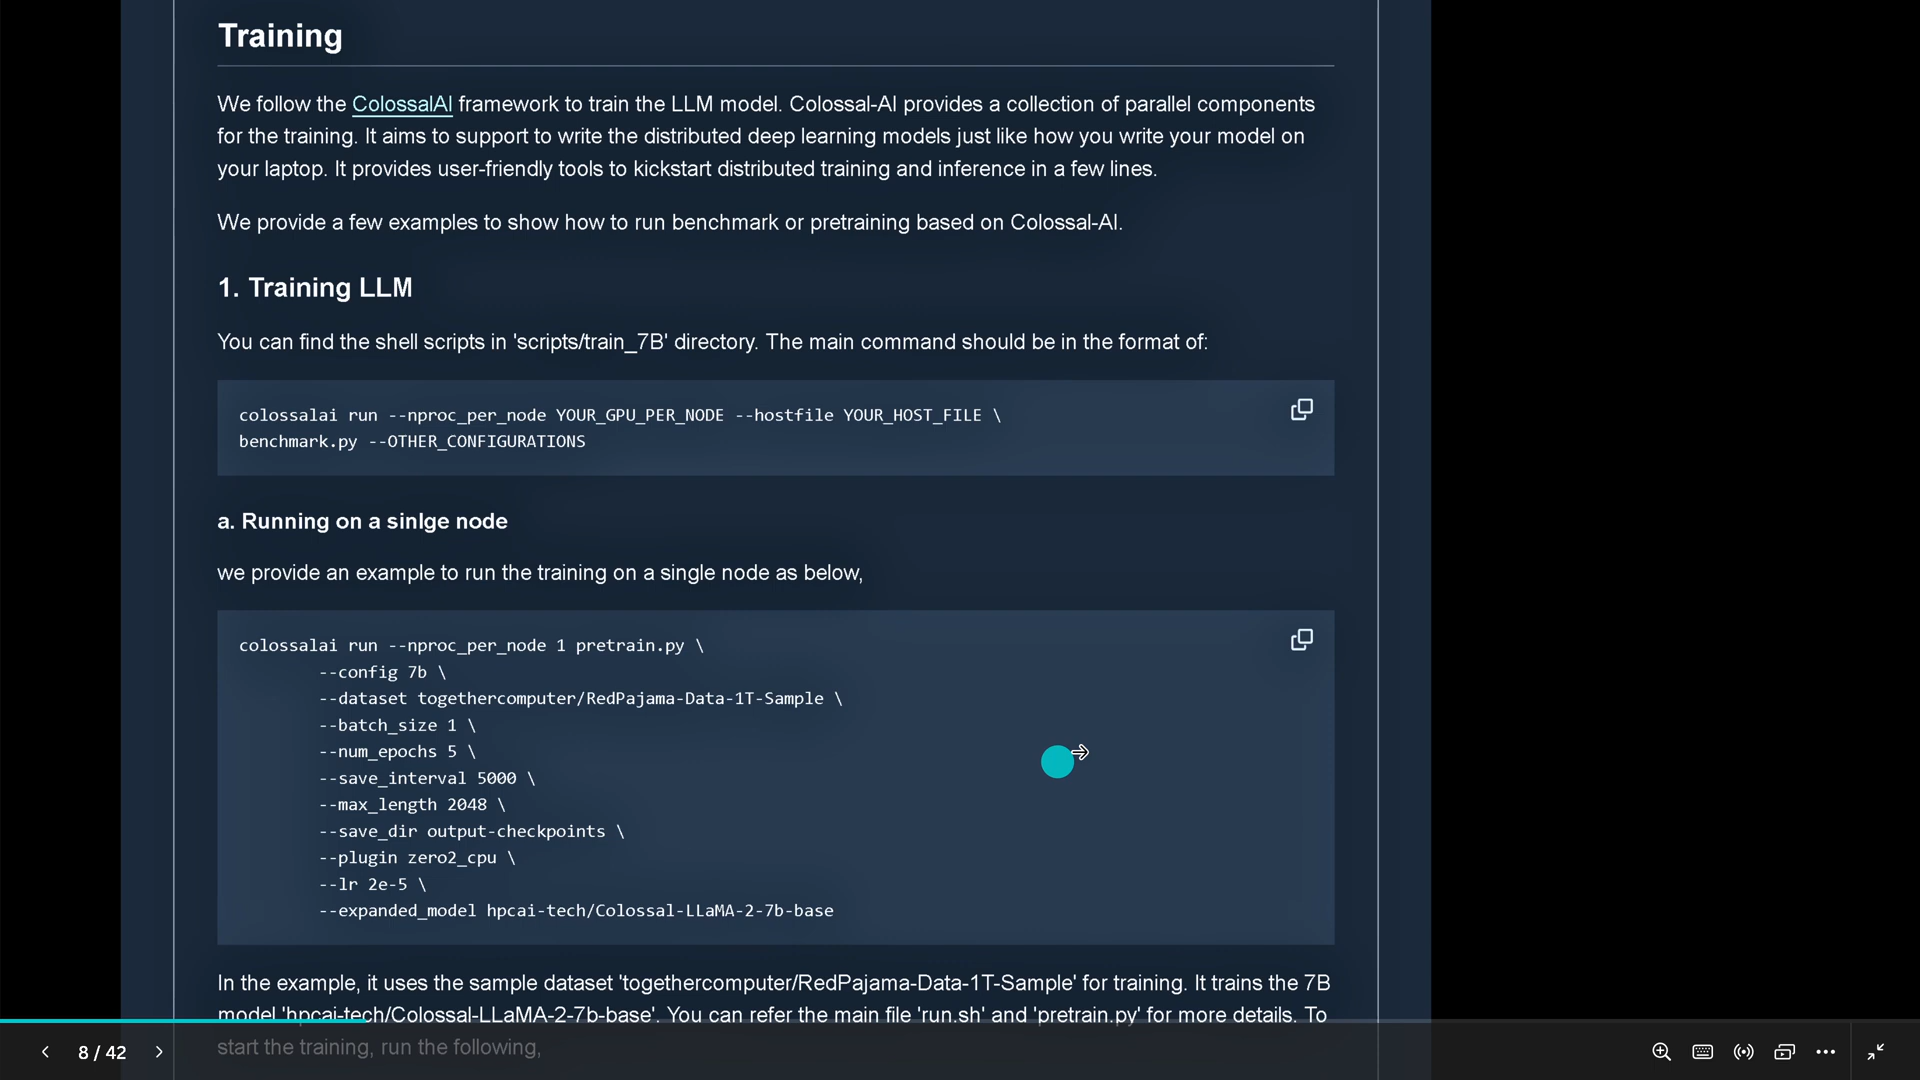 Training
We follow the ColossalAI framework to train the LLM model. Colossal-AI provides a collection of parallel components
for the training. It aims to support to write the distributed deep learning models just like how you write your model on
your laptop. It provides user-friendly tools to kickstart distributed training and inference in a few lines.
We provide a few examples to show how to run benchmark or pretraining based on Colossal-AI.
1. Training LLM
You can find the shell scripts in 'scripts/train_7B' directory. The main command should be in the format of:
colossalai run --nproc_per_node YOUR_GPU_PER_NODE --hostfile YOUR_HOST_FILE \
benchmark.py --OTHER_CONFIGURATIONS
a. Running on a sinlge node
we provide an example to run the training on a single node as below,
colossalai run --nproc_per_node 1 pretrain.py \
--config 7b \
--dataset togethercomputer/RedPajama-Data-1T-Sample \
--batch_size 1 \
--num_epochs 5 \
--save_interval 5000 \
--max_length 2048 \
--save_dir output-checkpoints \
--plugin zero2_cpu \
--lr 2e-5 \
--expanded_model hpcai-tech/Colossal-LLaMA-2-7b-base
In the example, it uses the sample dataset 'togethercomputer/RedPajama-Data-1T-Sample' for training. It trains the 7B
model 'hpcai-tech/Colossal-LLaMA-2-7b-base'. You can refer the main file 'run.sh' and 'pretrain.py' for more details. To
start the training, run the following,
8 / 42